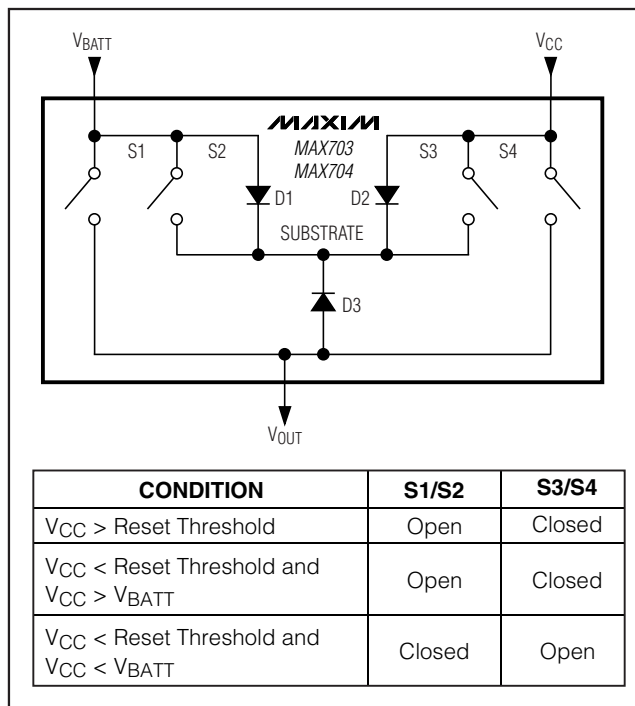 VBATT
VCC
MAXIM
S1 S2 MAX703 S3 S4
MAX704
D1 D2
SUBSTRATE
D3
VOUT
CONDITION S1/S2 S3/S4
VCC > Reset Threshold Open Closed
VCC < Reset Threshold and
VCC > VBATT Open Closed
VCC < Reset Threshold and
VCC < VBATT Closed Open